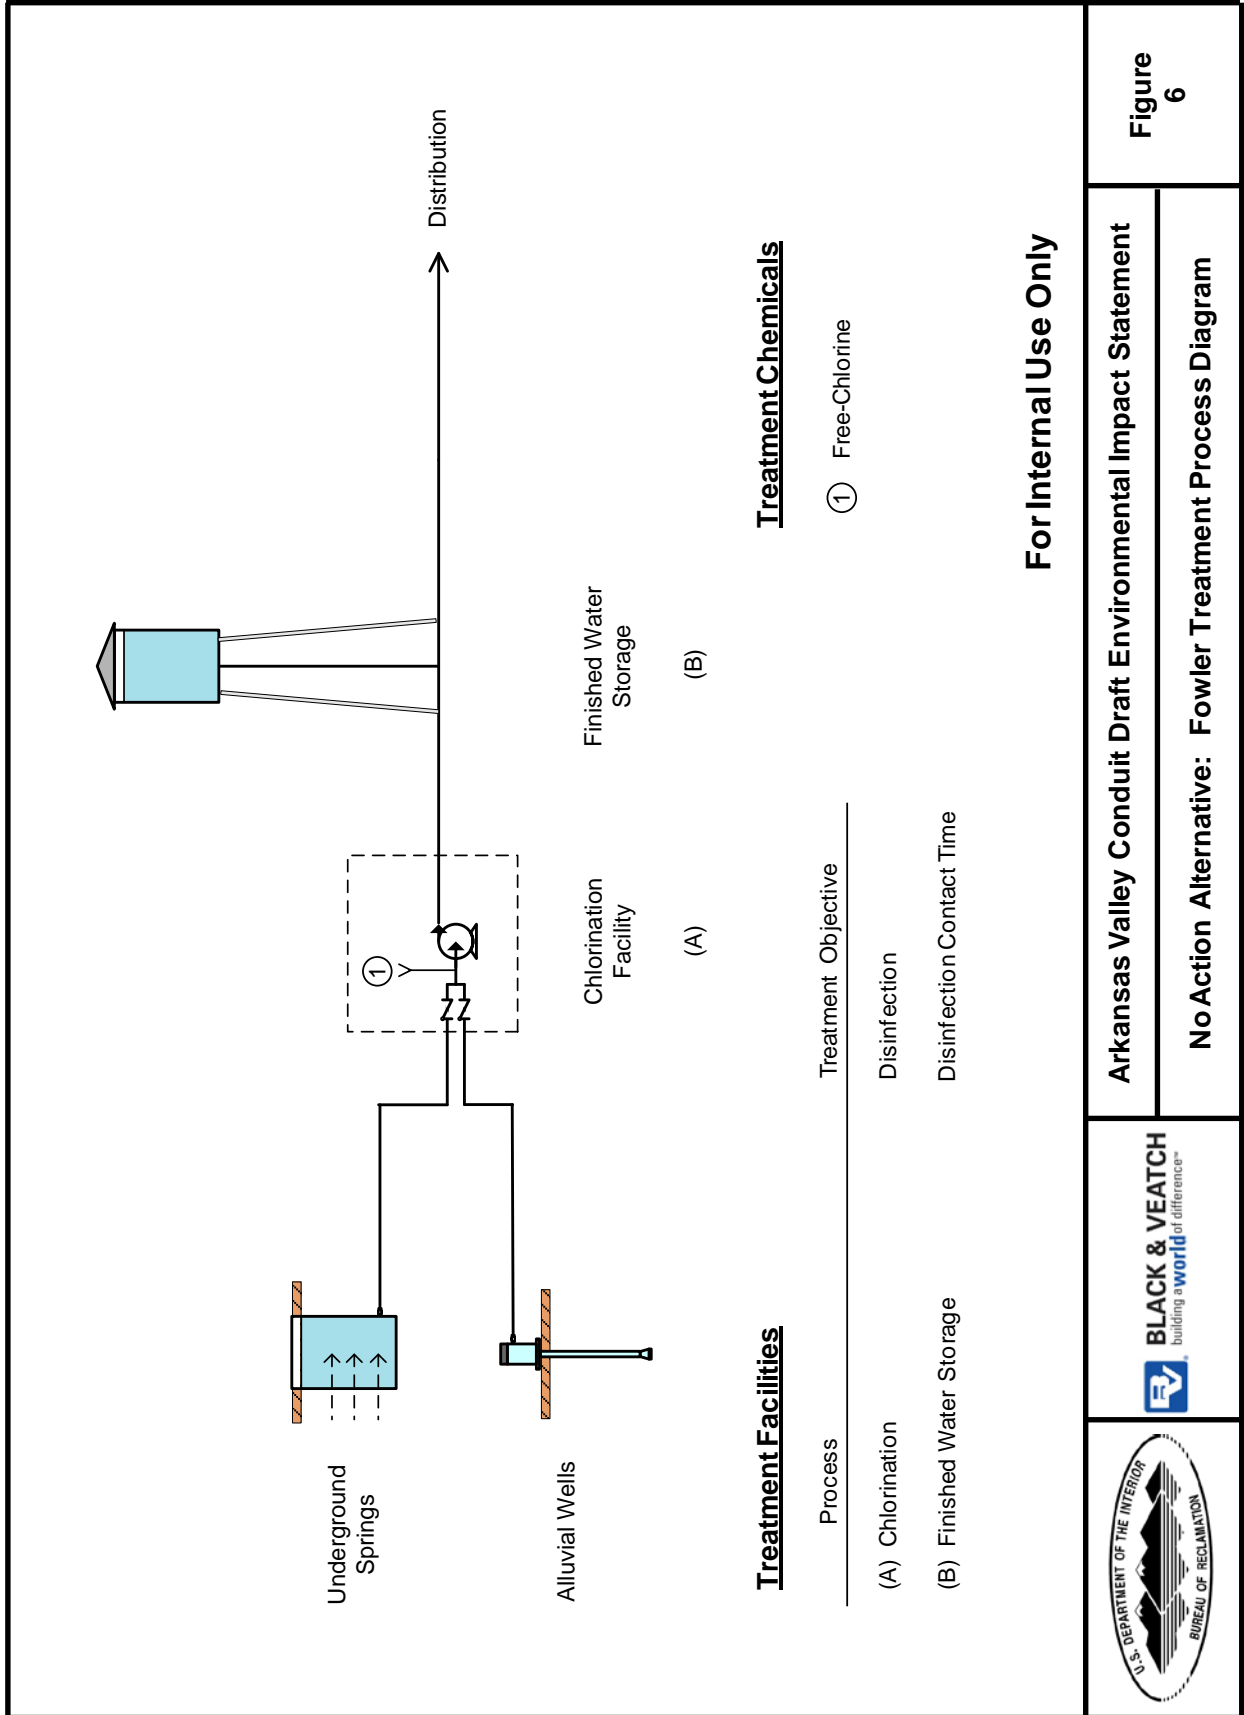 Underground
Springs
Alluvial Wells
1
Chlorination
Facility
(A)
Finished Water
Storage
(B)
Distribution
Treatment Facilities
Process Treatment Objective
(A) Chlorination Disinfection
(B) Finished Water Storage Disinfection Contact Time
Treatment Chemicals
1 Free-Chlorine
For Internal Use Only
U.S. DEPARTMENT OF THE INTERIOR
BUREAU OF RECLAMATION
BV
BLACK & VEATCH
building a world of difference℠
Arkansas Valley Conduit Draft Environmental Impact Statement
No Action Alternative: Fowler Treatment Process Diagram
Figure
6